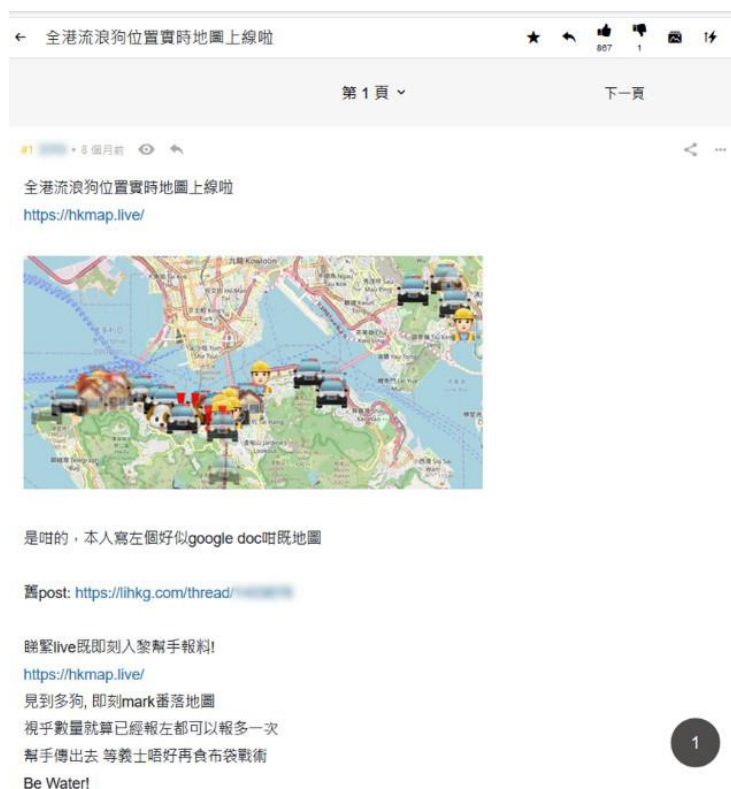 全港流浪狗位置實時地圖上線啦
867
1
第 1 頁
下一頁
#1
• 8 個月前
全港流浪狗位置實時地圖上線啦
https://hkmap.live/
九龍 Kowloon
是咁的，本人寫左個好似google doc咁既地圖
舊post: https://lihkg.com/thread/
睇緊live既即刻入黎幫手報料!
https://hkmap.live/
見到多狗, 即刻mark番落地圖
視乎數量就算已經報左都可以報多一次
幫手傳出去 等義士唔好再食布袋戰術
Be Water!
1